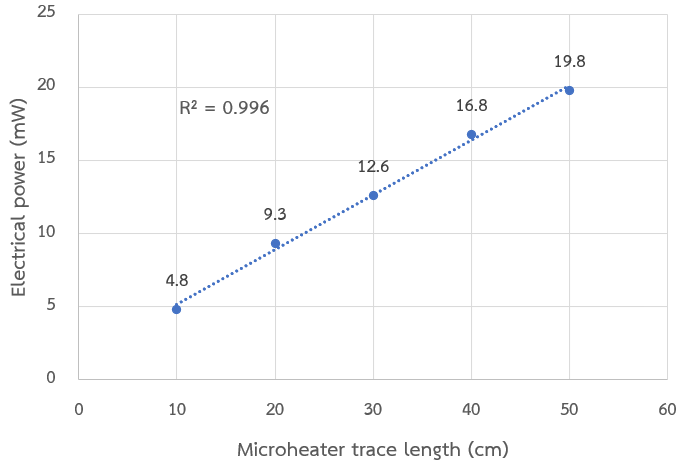 25
20
15
10
5
0
Electrical power (mW)
R² = 0.996
4.8
9.3
12.6
16.8
19.8
0 10 20 30 40 50 60
Microheater trace length (cm)